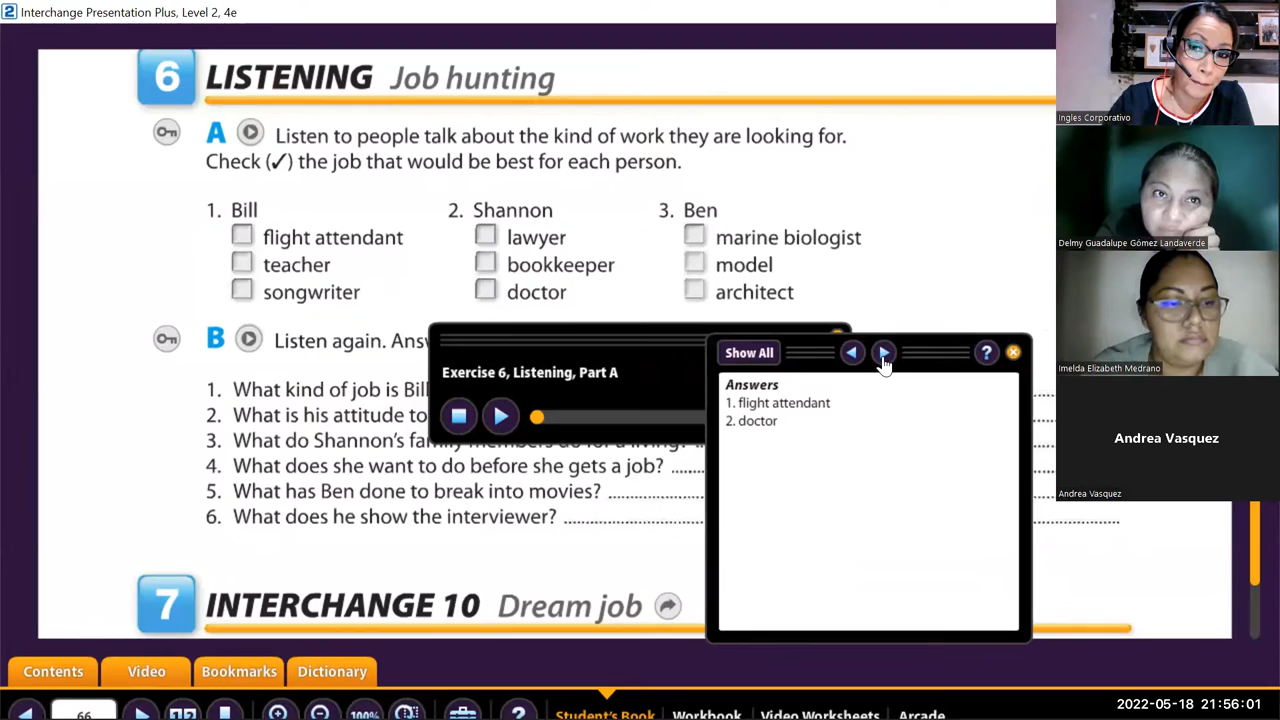 Interchange Presentation Plus, Level 2, 4e
6 LISTENING Job hunting
A Listen to people talk about the kind of work they are looking for.
Check (✓) the job that would be best for each person.
1. Bill
flight attendant
teacher
songwriter
2. Shannon
lawyer
bookkeeper
doctor
3. Ben
marine biologist
model
architect
B Listen again. Answ
1. What kind of job is Bill
2. What is his attitude to
3. What do Shannon's family members do for a living?
4. What does she want to do before she gets a job?
5. What has Ben done to break into movies?
6. What does he show the interviewer?
Exercise 6, Listening, Part A
Show All
?
Answers
1. flight attendant
2. doctor
7 INTERCHANGE 10 Dream job
Contents Video Bookmarks Dictionary
66 100% ? Student's Book Workbook Video Worksheets Arcade
Ingles Corporativo
Delmy Guadalupe Gómez Landaverde
Imelda Elizabeth Medrano
Andrea Vasquez
Andrea Vasquez
2022-05-18 21:56:01